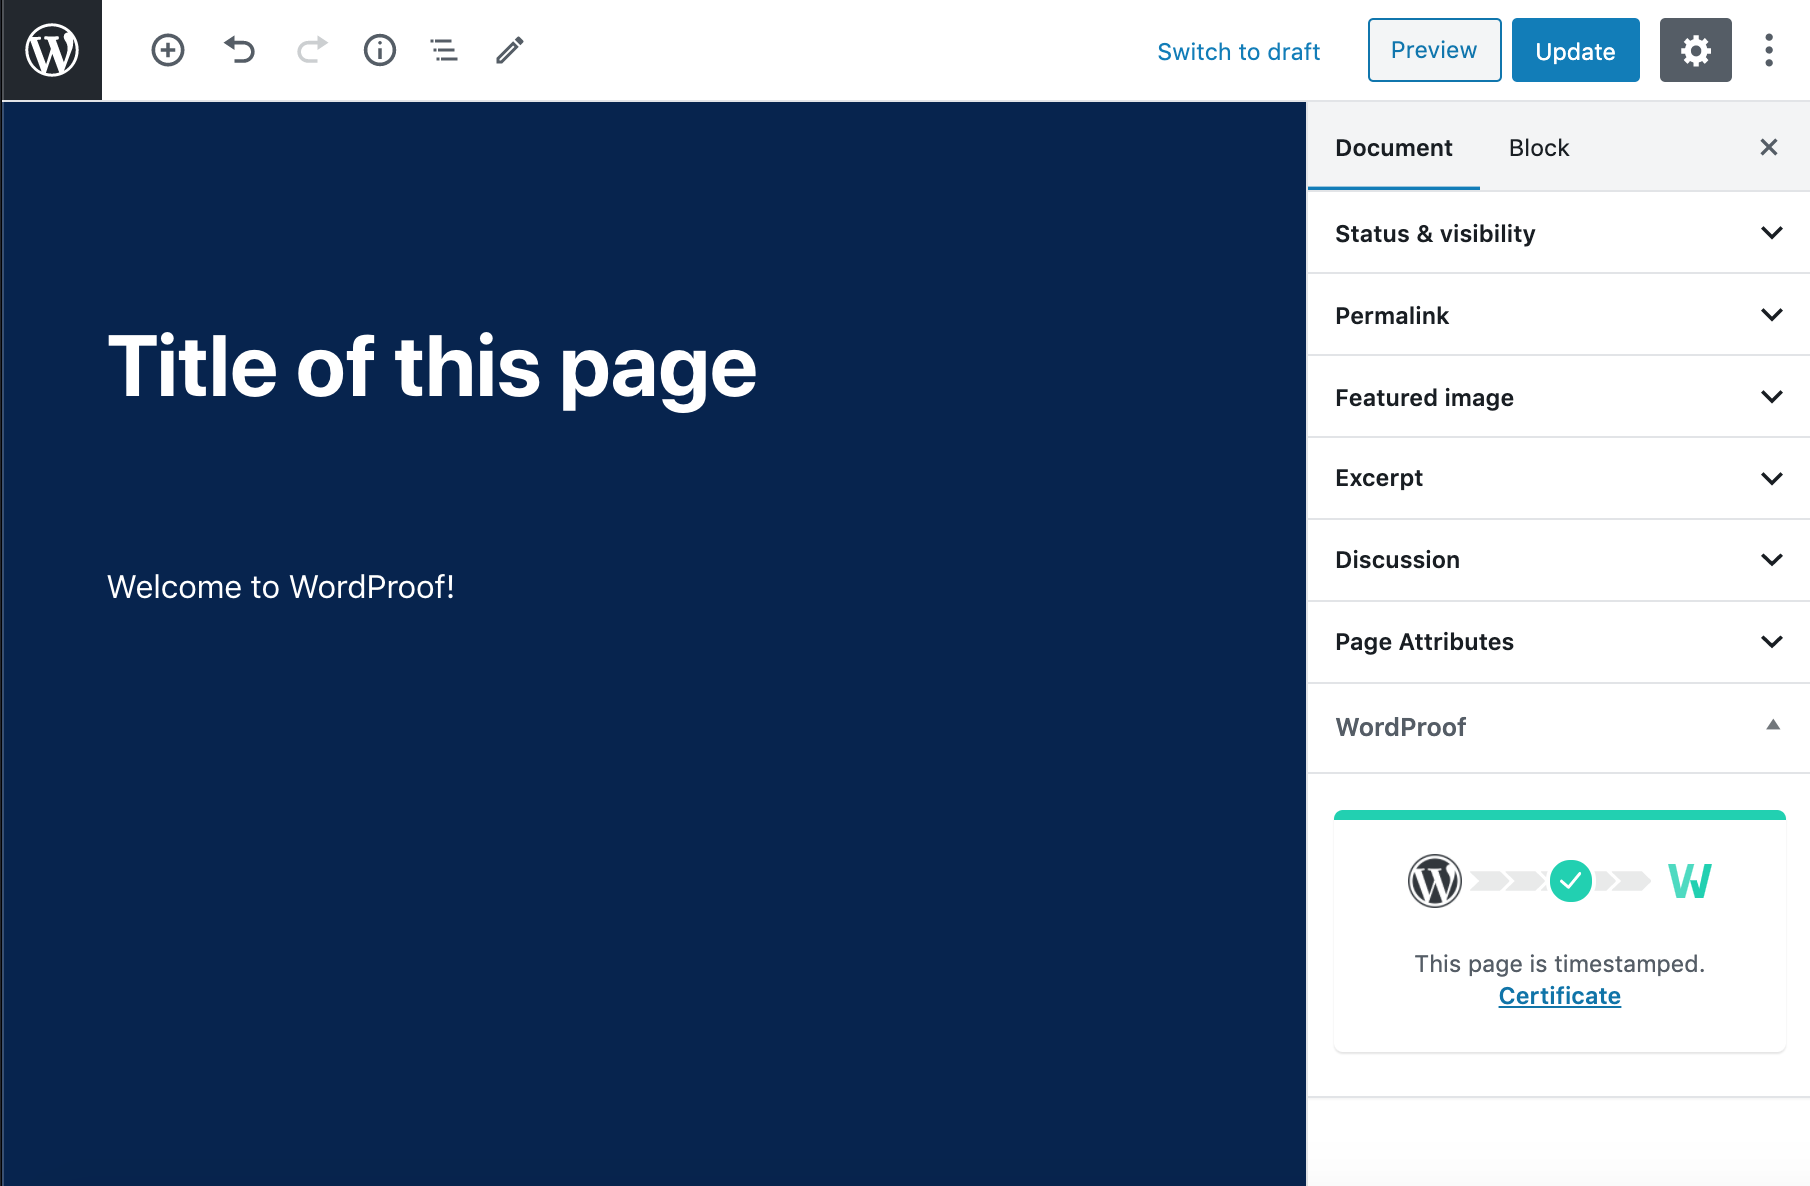 Switch to draft
Preview
Update
Document
Block
Status & visibility
Permalink
Featured image
Excerpt
Discussion
Page Attributes
WordProof
This page is timestamped.
Certificate
Title of this page
Welcome to WordProof!